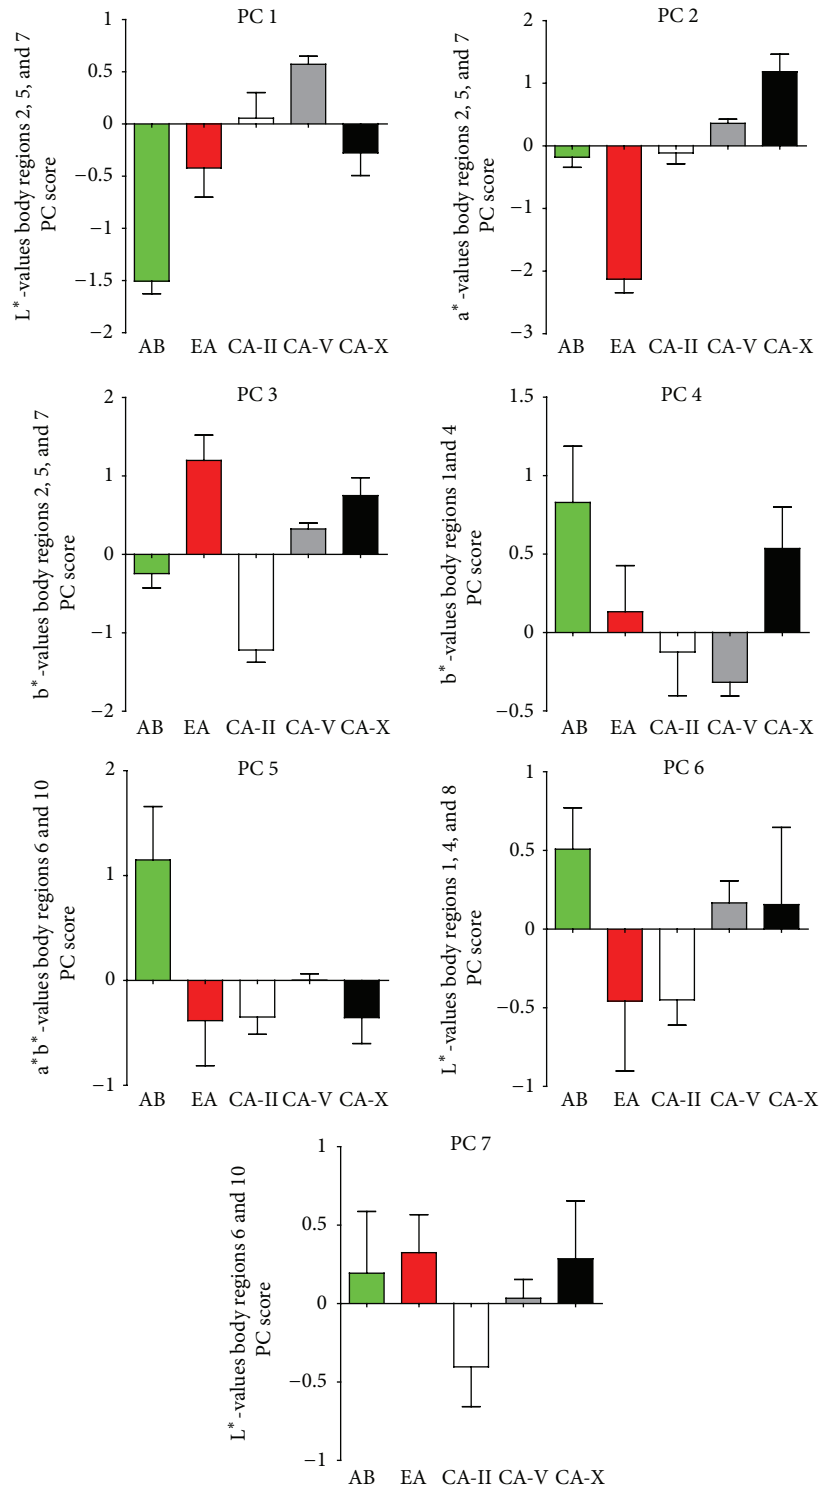 PC 1
L*-values body regions 2, 5, and 7
PC score
1
0.5
0
−0.5
−1
−1.5
−2
AB EA CA-II CA-V CA-X
PC 2
a*-values body regions 2, 5, and 7
PC score
2
1
0
−1
−2
−3
AB EA CA-II CA-V CA-X
PC 3
b*-values body regions 2, 5, and 7
PC score
2
1
0
−1
−2
AB EA CA-II CA-V CA-X
PC 4
b*-values body regions 1and 4
PC score
1.5
1
0.5
0
−0.5
AB EA CA-II CA-V CA-X
PC 5
a*b*-values body regions 6 and 10
PC score
2
1
0
−1
AB EA CA-II CA-V CA-X
PC 6
L*-values body regions 1, 4, and 8
PC score
1
0.5
0
−0.5
−1
AB EA CA-II CA-V CA-X
PC 7
L*-values body regions 6 and 10
PC score
1
0.5
0
−0.5
−1
AB EA CA-II CA-V CA-X